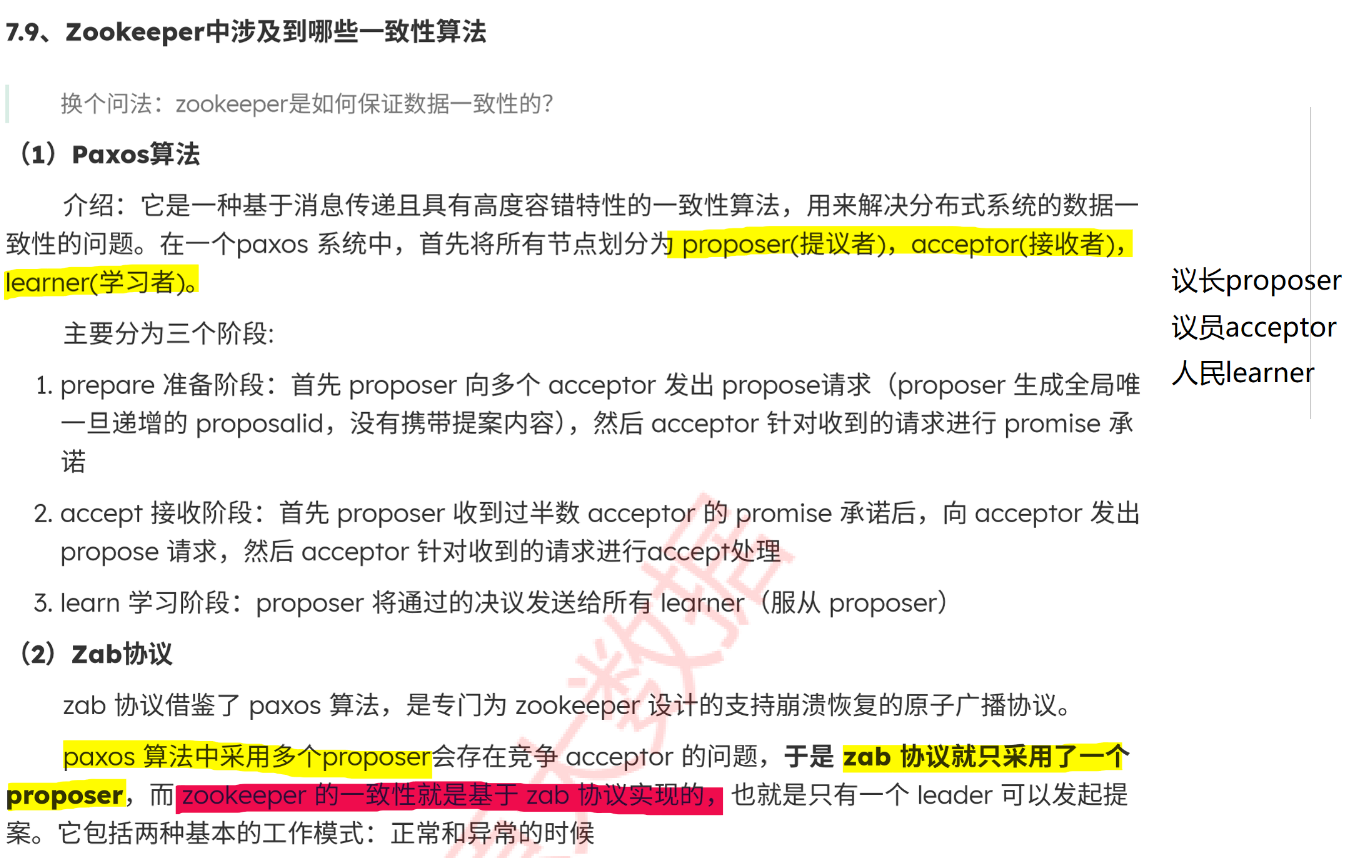 7.9、Zookeeper中涉及到哪些一致性算法
换个问法：zookeeper是如何保证数据一致性的？
（1）Paxos算法
介绍：它是一种基于消息传递且具有高度容错特性的一致性算法，用来解决分布式系统的数据一
致性的问题。在一个paxos 系统中，首先将所有节点划分为 proposer(提议者)，acceptor(接收者)，
learner(学习者)。
主要分为三个阶段:
1. prepare 准备阶段：首先 proposer 向多个 acceptor 发出 propose请求（proposer 生成全局唯
一旦递增的 proposalid，没有携带提案内容），然后 acceptor 针对收到的请求进行 promise 承
诺
2. accept 接收阶段：首先 proposer 收到过半数 acceptor 的 promise 承诺后，向 acceptor 发出
propose 请求，然后 acceptor 针对收到的请求进行accept处理
3. learn 学习阶段：proposer 将通过的决议发送给所有 learner（服从 proposer）
（2）Zab协议
zab 协议借鉴了 paxos 算法，是专门为 zookeeper 设计的支持崩溃恢复的原子广播协议。
paxos 算法中采用多个proposer会存在竞争 acceptor 的问题，于是 zab 协议就只采用了一个
proposer，而 zookeeper 的一致性就是基于 zab 协议实现的，也就是只有一个 leader 可以发起提
案。它包括两种基本的工作模式：正常和异常的时候
议长proposer
议员acceptor
人民learner
大数据